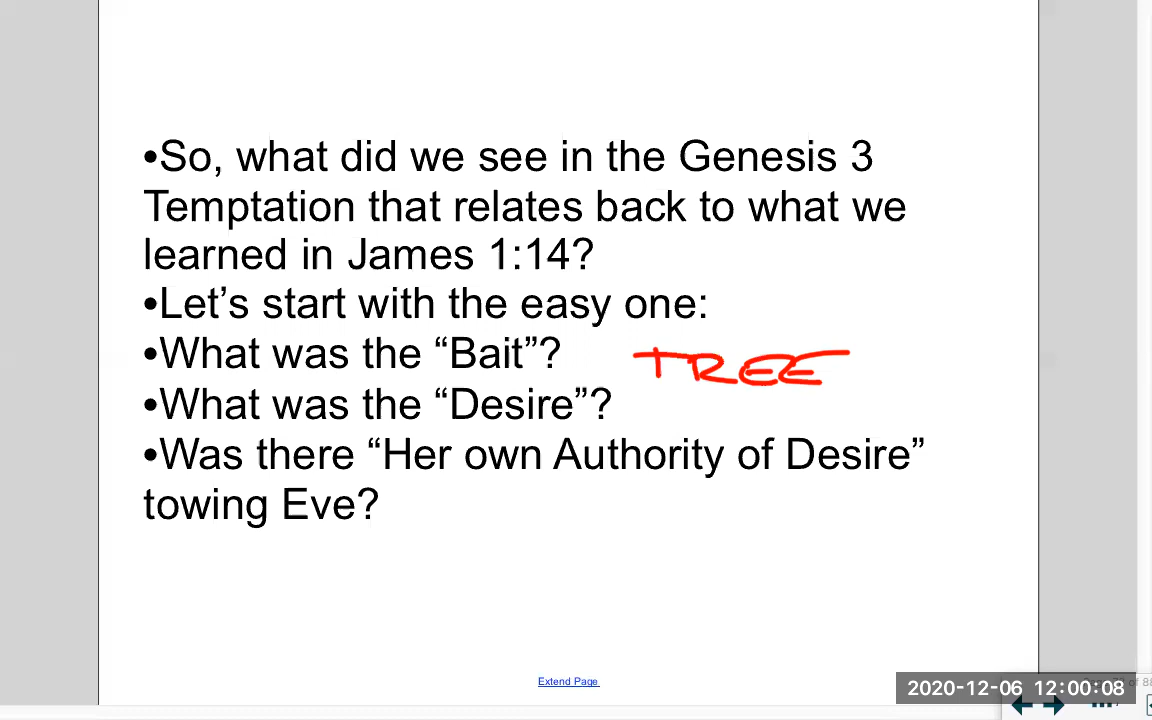 •So, what did we see in the Genesis 3
Temptation that relates back to what we
learned in James 1:14?
•Let’s start with the easy one:
•What was the “Bait”? TREE
•What was the “Desire”?
•Was there “Her own Authority of Desire”
towing Eve?
Extend Page
2020-12-06 12:00:08